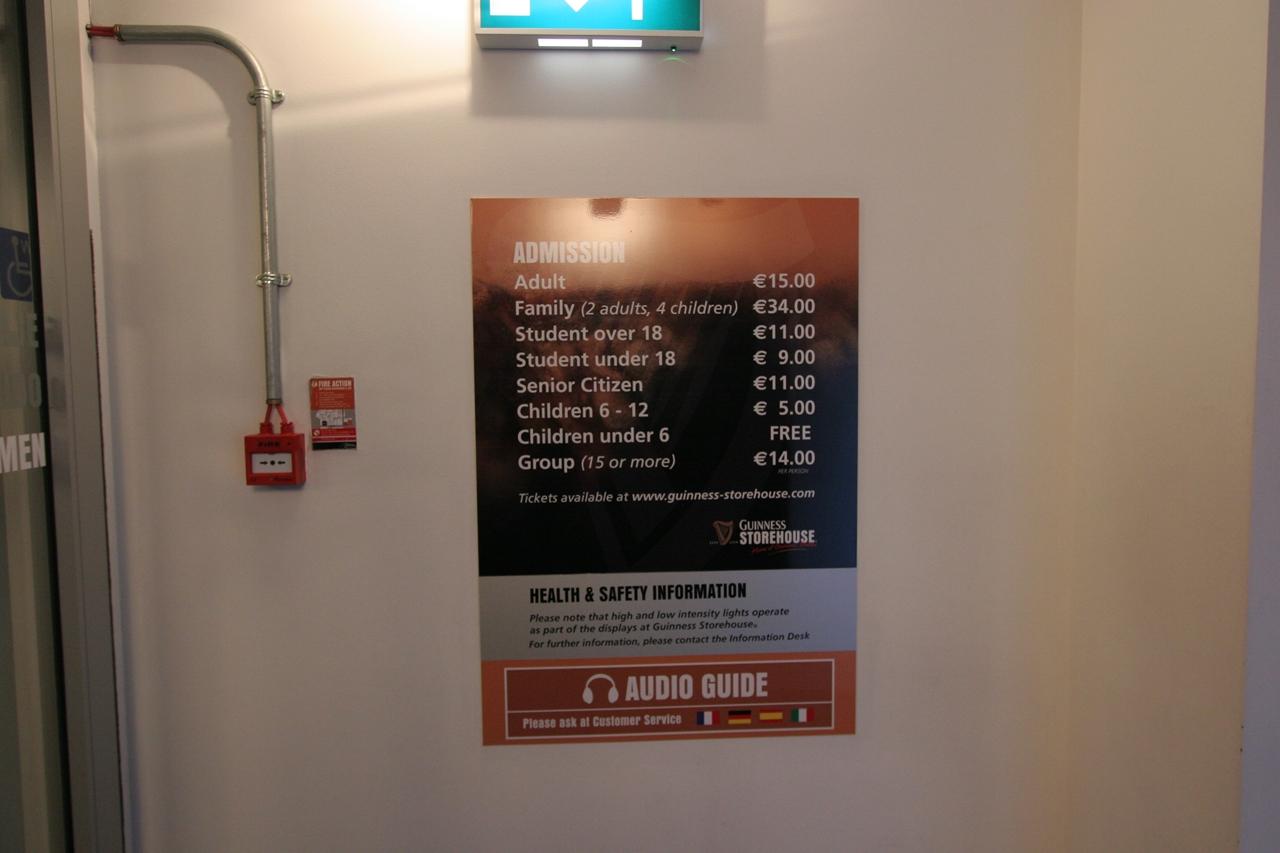 ADMISSION
Adult €15.00
Family (2 adults, 4 children) €34.00
Student over 18 €11.00
Student under 18 € 9.00
Senior Citizen €11.00
Children 6 - 12 € 5.00
Children under 6 FREE
Group (15 or more) €14.00
PER PERSON
Tickets available at www.guinness-storehouse.com
GUINNESS
STOREHOUSE
HEALTH & SAFETY INFORMATION
Please note that high and low intensity lights operate
as part of the displays at Guinness Storehouse®
For further information, please contact the Information Desk
AUDIO GUIDE
Please ask at Customer Service
FIRE ACTION
FIRE
MEN